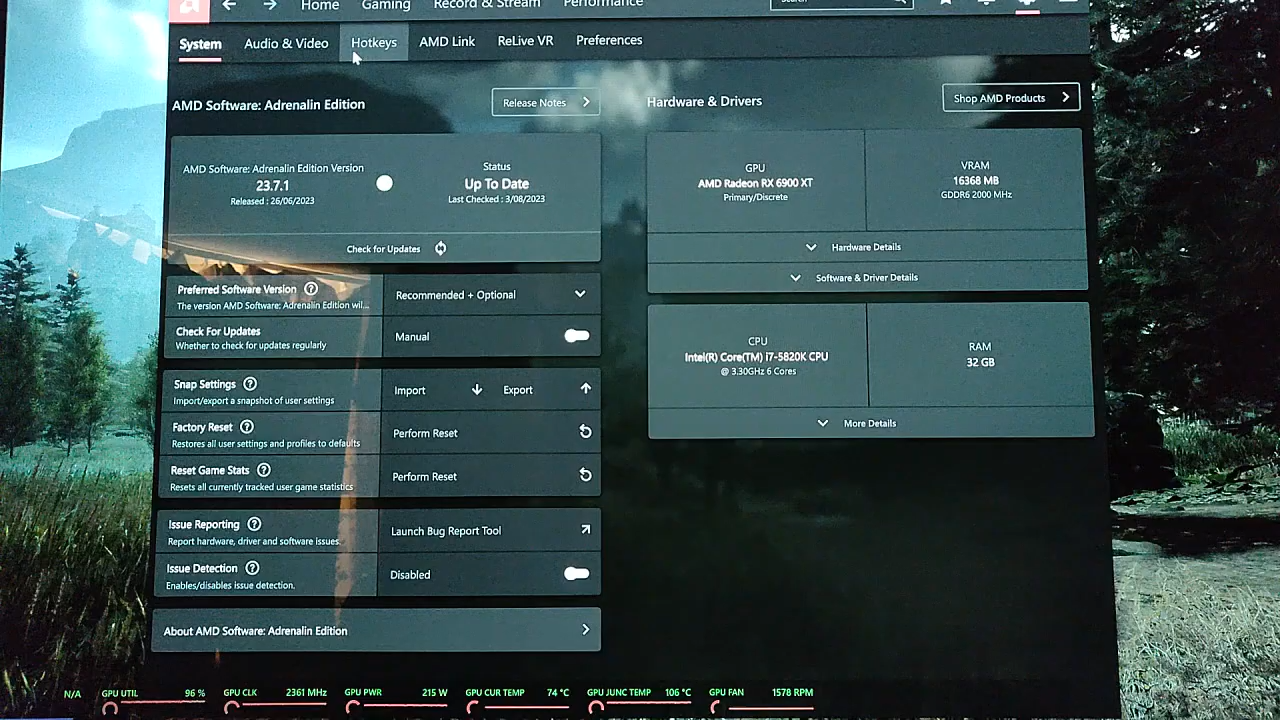 Home Gaming Record & Stream Performance
System Audio & Video Hotkeys AMD Link ReLive VR Preferences
AMD Software: Adrenalin Edition
Release Notes
AMD Software: Adrenalin Edition Version
23.7.1
Released : 26/06/2023
Status
Up To Date
Last Checked : 3/08/2023
Check for Updates
Preferred Software Version
The version AMD Software: Adrenalin Edition wil...
Recommended + Optional
Check For Updates
Whether to check for updates regularly
Manual
Snap Settings
Import/export a snapshot of user settings
Import Export
Factory Reset
Restores all user settings and profiles to defaults
Perform Reset
Reset Game Stats
Resets all currently tracked user game statistics
Perform Reset
Issue Reporting
Report hardware, driver and software issues.
Launch Bug Report Tool
Issue Detection
Enables/disables issue detection.
Disabled
About AMD Software: Adrenalin Edition
Hardware & Drivers
Shop AMD Products
GPU
AMD Radeon RX 6900 XT
Primary/Discrete
VRAM
16368 MB
GDDR6 2000 MHz
Hardware Details
Software & Driver Details
CPU
Intel(R) Core(TM) i7-5820K CPU
@ 3.30GHz 6 Cores
RAM
32 GB
More Details
N/A GPU UTIL 96 % GPU CLK 2361 MHz GPU PWR 215 W GPU CUR TEMP 74 °C GPU JUNC TEMP 106 °C GPU FAN 1578 RPM